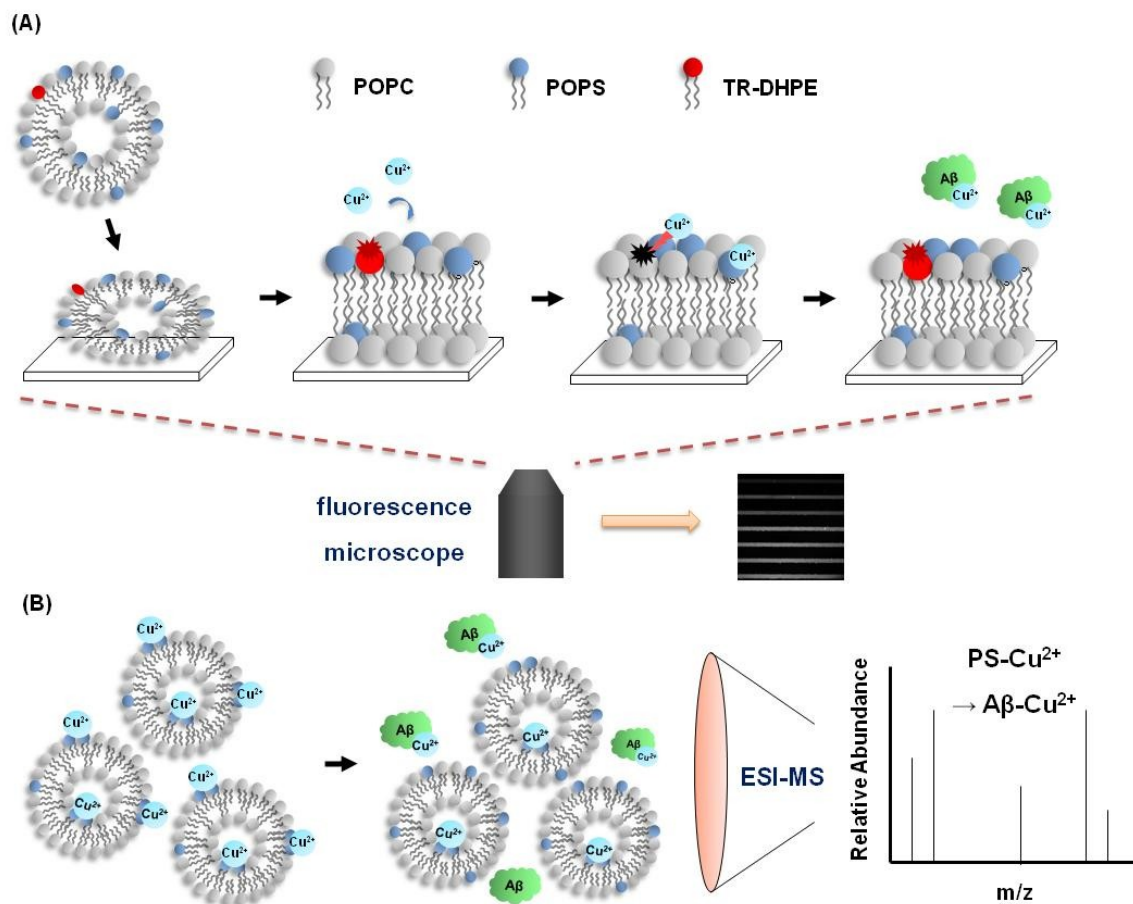 (A)
POPC
POPS
TR-DHPE
Cu²⁺
Cu²⁺
Cu²⁺
Cu²⁺
Aβ
Cu²⁺
Aβ
Cu²⁺
fluorescence
microscope
(B)
Cu²⁺
Cu²⁺
Cu²⁺
Cu²⁺
Cu²⁺
Cu²⁺
Cu²⁺
Cu²⁺
Cu²⁺
Aβ
Cu²⁺
Aβ
Cu²⁺
Cu²⁺
Aβ
Cu²⁺
Cu²⁺
Cu²⁺
Aβ
ESI-MS
Relative Abundance
PS-Cu²⁺
→ Aβ-Cu²⁺
m/z